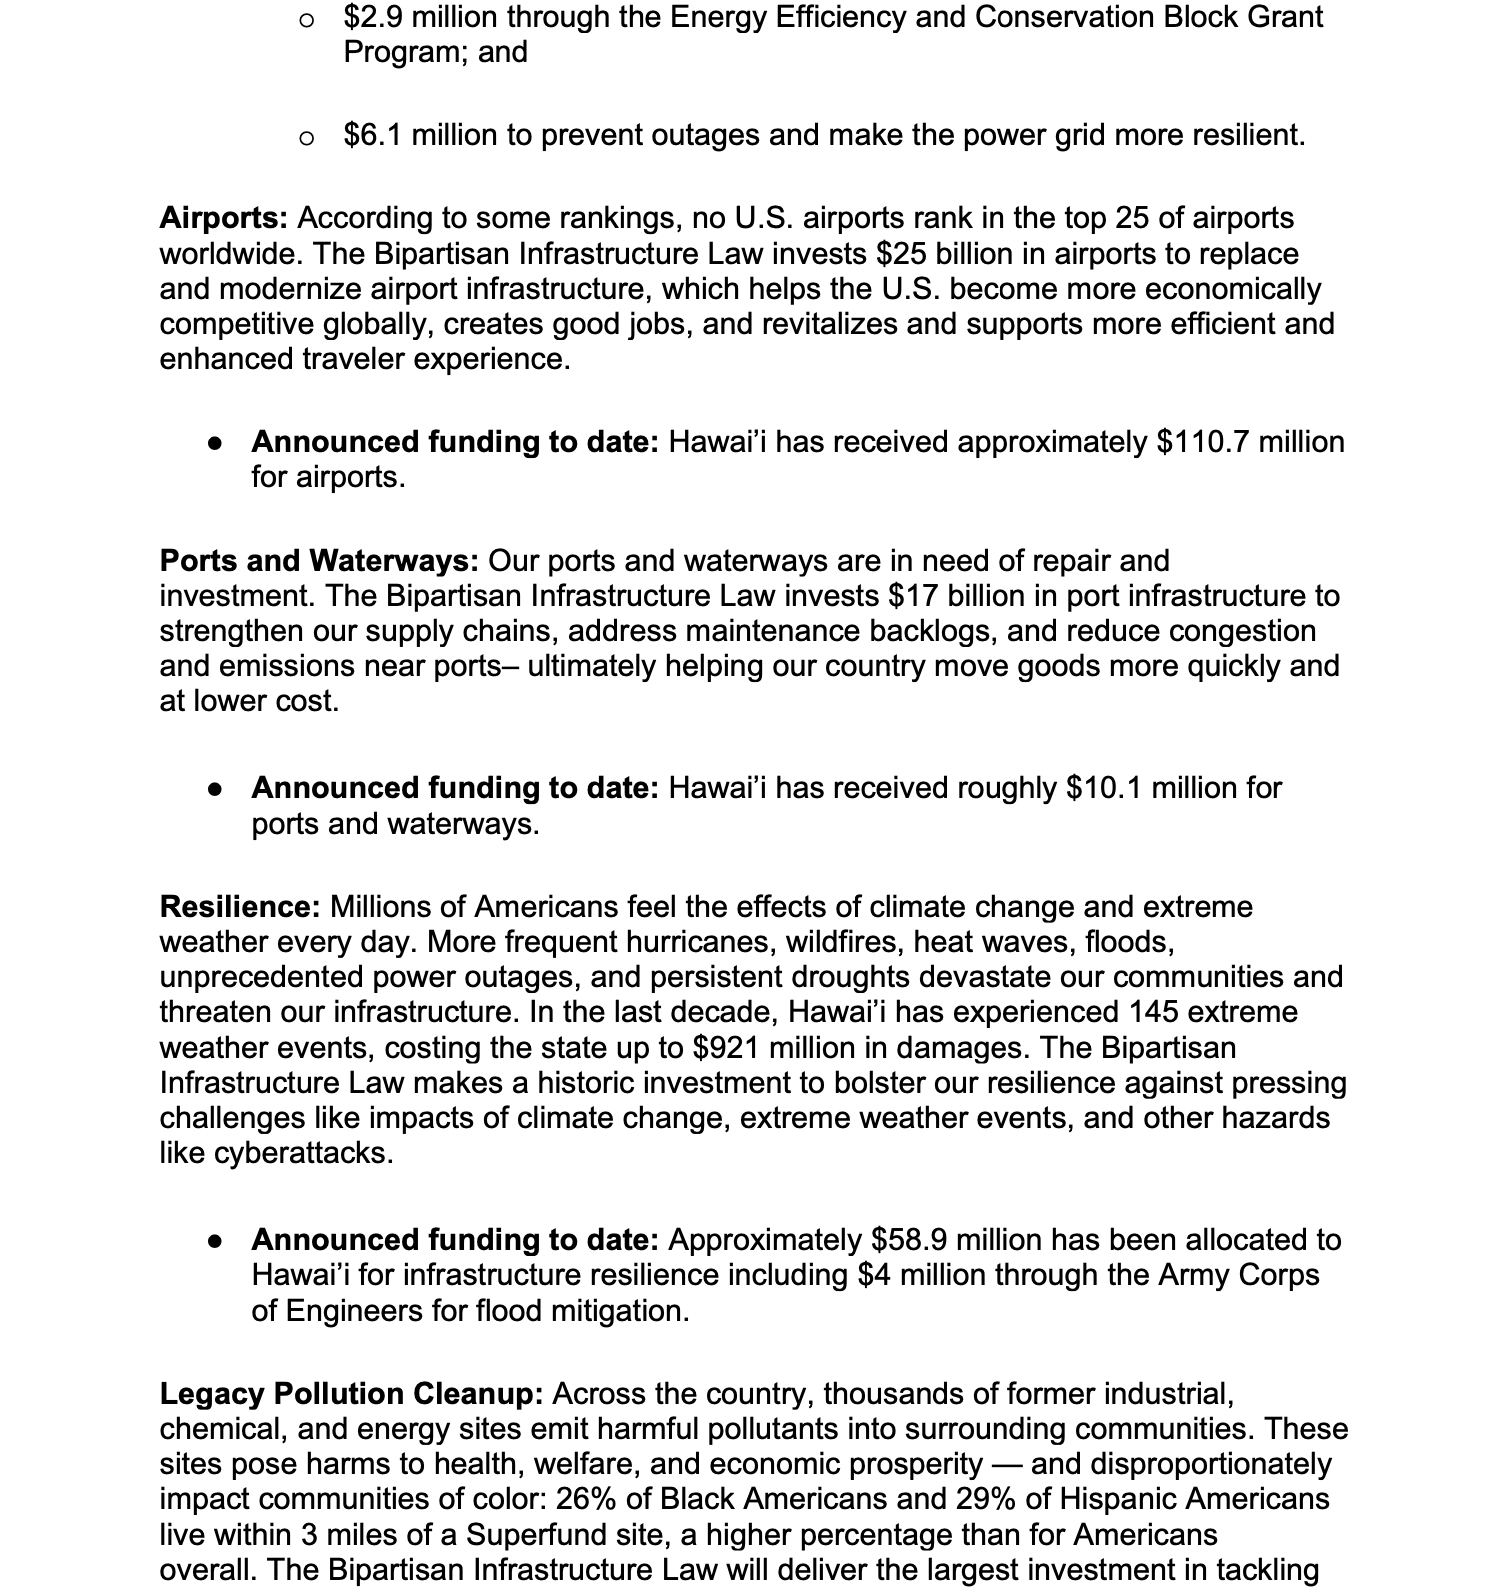 ○ $2.9 million through the Energy Efficiency and Conservation Block Grant
Program; and
○ $6.1 million to prevent outages and make the power grid more resilient.
Airports: According to some rankings, no U.S. airports rank in the top 25 of airports
worldwide. The Bipartisan Infrastructure Law invests $25 billion in airports to replace
and modernize airport infrastructure, which helps the U.S. become more economically
competitive globally, creates good jobs, and revitalizes and supports more efficient and
enhanced traveler experience.
● Announced funding to date: Hawai’i has received approximately $110.7 million
for airports.
Ports and Waterways: Our ports and waterways are in need of repair and
investment. The Bipartisan Infrastructure Law invests $17 billion in port infrastructure to
strengthen our supply chains, address maintenance backlogs, and reduce congestion
and emissions near ports– ultimately helping our country move goods more quickly and
at lower cost.
● Announced funding to date: Hawai’i has received roughly $10.1 million for
ports and waterways.
Resilience: Millions of Americans feel the effects of climate change and extreme
weather every day. More frequent hurricanes, wildfires, heat waves, floods,
unprecedented power outages, and persistent droughts devastate our communities and
threaten our infrastructure. In the last decade, Hawai’i has experienced 145 extreme
weather events, costing the state up to $921 million in damages. The Bipartisan
Infrastructure Law makes a historic investment to bolster our resilience against pressing
challenges like impacts of climate change, extreme weather events, and other hazards
like cyberattacks.
● Announced funding to date: Approximately $58.9 million has been allocated to
Hawai’i for infrastructure resilience including $4 million through the Army Corps
of Engineers for flood mitigation.
Legacy Pollution Cleanup: Across the country, thousands of former industrial,
chemical, and energy sites emit harmful pollutants into surrounding communities. These
sites pose harms to health, welfare, and economic prosperity — and disproportionately
impact communities of color: 26% of Black Americans and 29% of Hispanic Americans
live within 3 miles of a Superfund site, a higher percentage than for Americans
overall. The Bipartisan Infrastructure Law will deliver the largest investment in tackling